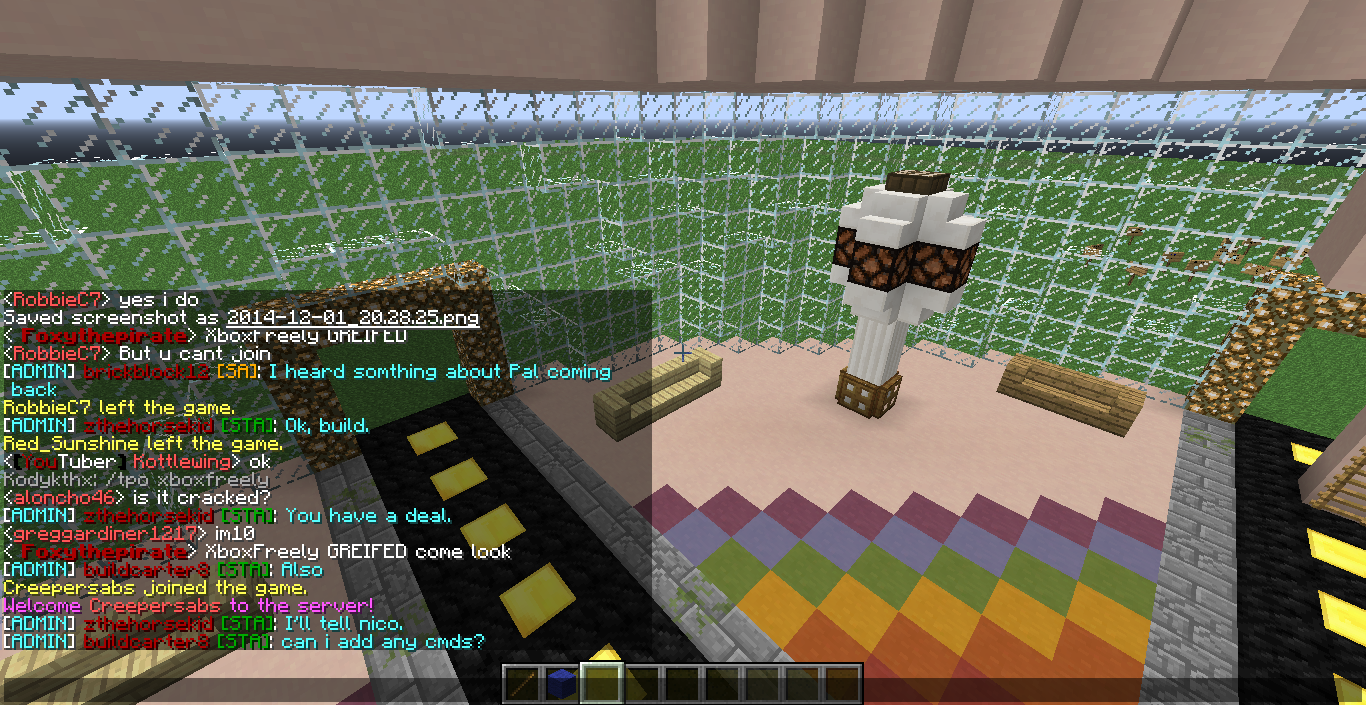 <RobbieC7> yes i do
Saved screenshot as 2014-12-01_20.28.25.png
< Foxythepirate> XboxFreely GREIFED
<RobbieC7> But u cant join
[ADMIN] brickblock12 [SA]: I heard somthing about Pal coming
back
RobbieC7 left the game.
[ADMIN] zthehorsekid [STA]: Ok, build.
Red_Sunshine left the game.
<[YouTuber] Kottlewing> ok
Kodykthx: /tpo xboxfreely
<aloncho46> is it cracked?
[ADMIN] zthehorsekid [STA]: You have a deal.
<greggardiner1217> im10
< Foxythepirate> XboxFreely GREIFED come look
[ADMIN] buildcarter8 [STA]: Also
Creepersabs joined the game.
Welcome Creepersabs to the server!
[ADMIN] zthehorsekid [STA]: I'll tell nico.
[ADMIN] buildcarter8 [STA]: can i add any cmds?